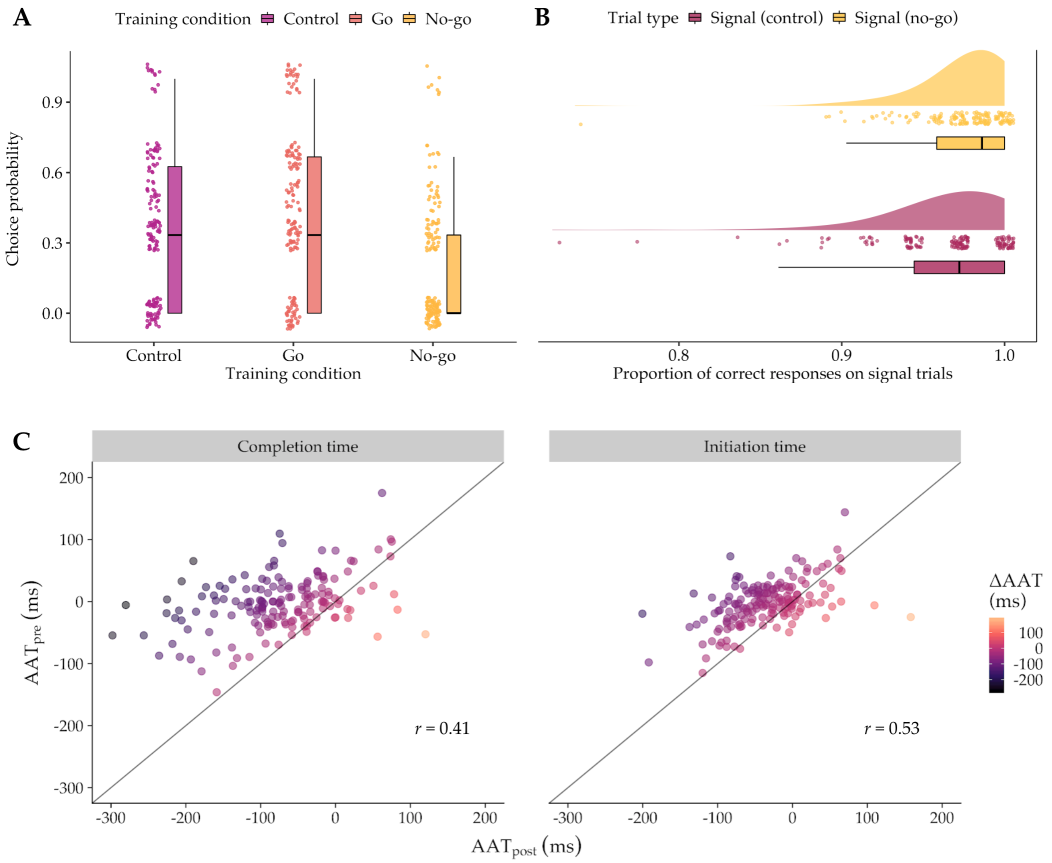 A
Training condition Control Go No-go
Choice probability
0.9
0.6
0.3
0.0
Control Go No-go
Training condition
B
Trial type Signal (control) Signal (no-go)
0.8 0.9 1.0
Proportion of correct responses on signal trials
C
Completion time
Initiation time
AATpre (ms)
200
100
0
-100
-200
-300
r = 0.41
r = 0.53
-300 -200 -100 0 100 200
-300 -200 -100 0 100 200
AATpost (ms)
ΔAAT
(ms)
100
0
-100
-200